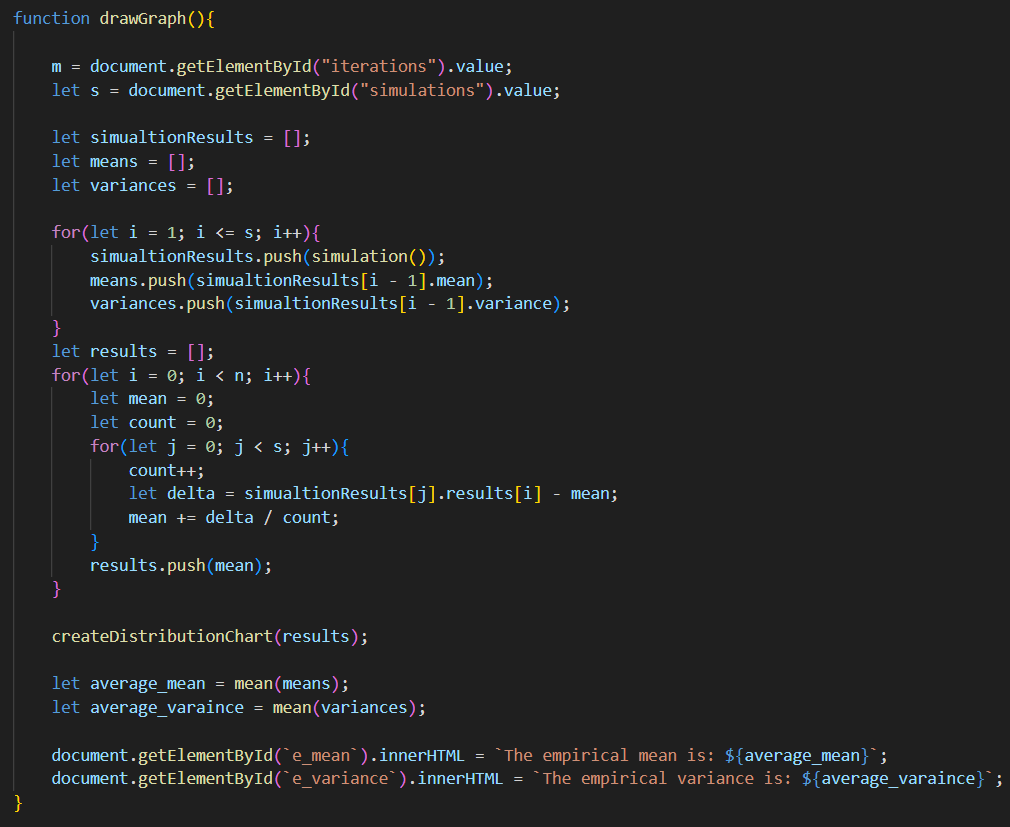 function drawGraph(){
m = document.getElementById("iterations").value;
let s = document.getElementById("simulations").value;
let simualtionResults = [];
let means = [];
let variances = [];
for(let i = 1; i <= s; i++){
simualtionResults.push(simulation());
means.push(simualtionResults[i - 1].mean);
variances.push(simualtionResults[i - 1].variance);
}
let results = [];
for(let i = 0; i < n; i++){
let mean = 0;
let count = 0;
for(let j = 0; j < s; j++){
count++;
let delta = simualtionResults[j].results[i] - mean;
mean += delta / count;
}
results.push(mean);
}
createDistributionChart(results);
let average_mean = mean(means);
let average_varaince = mean(variances);
document.getElementById(`e_mean`).innerHTML = `The empirical mean is: ${average_mean}`;
document.getElementById(`e_variance`).innerHTML = `The empirical variance is: ${average_varaince}`;
}